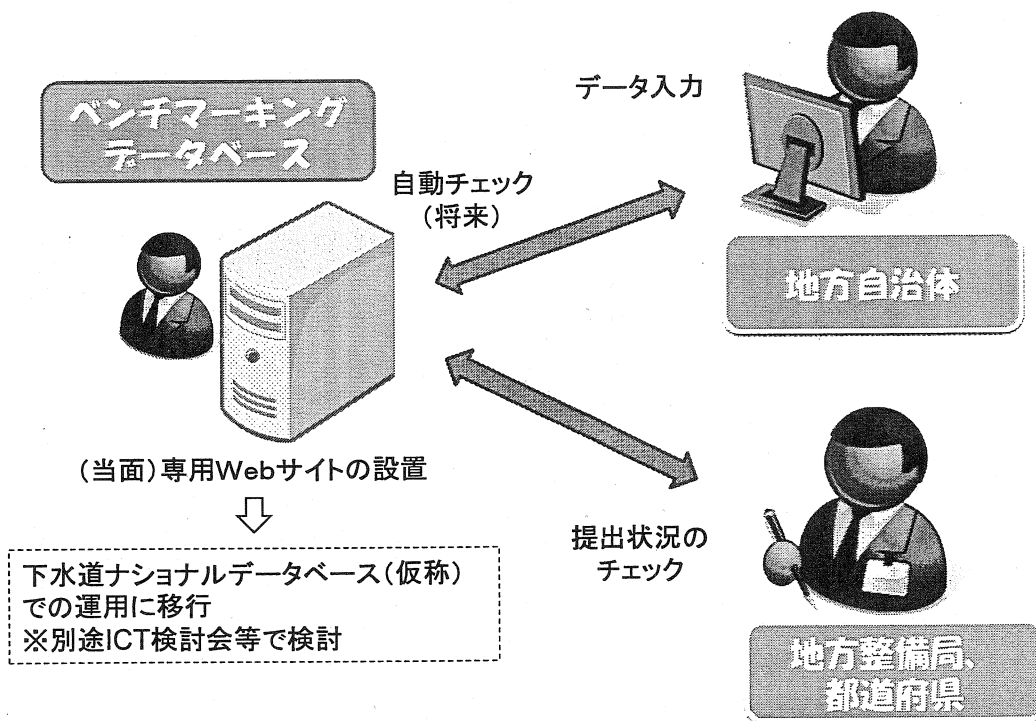 ベンチマーキング
データベース
データ入力
自動チェック
(将来)
地方自治体
(当面)専用Webサイトの設置
下水道ナショナルデータベース(仮称)
での運用に移行
※別途ICT検討会等で検討
提出状況の
チェック
地方整備局、
都道府県